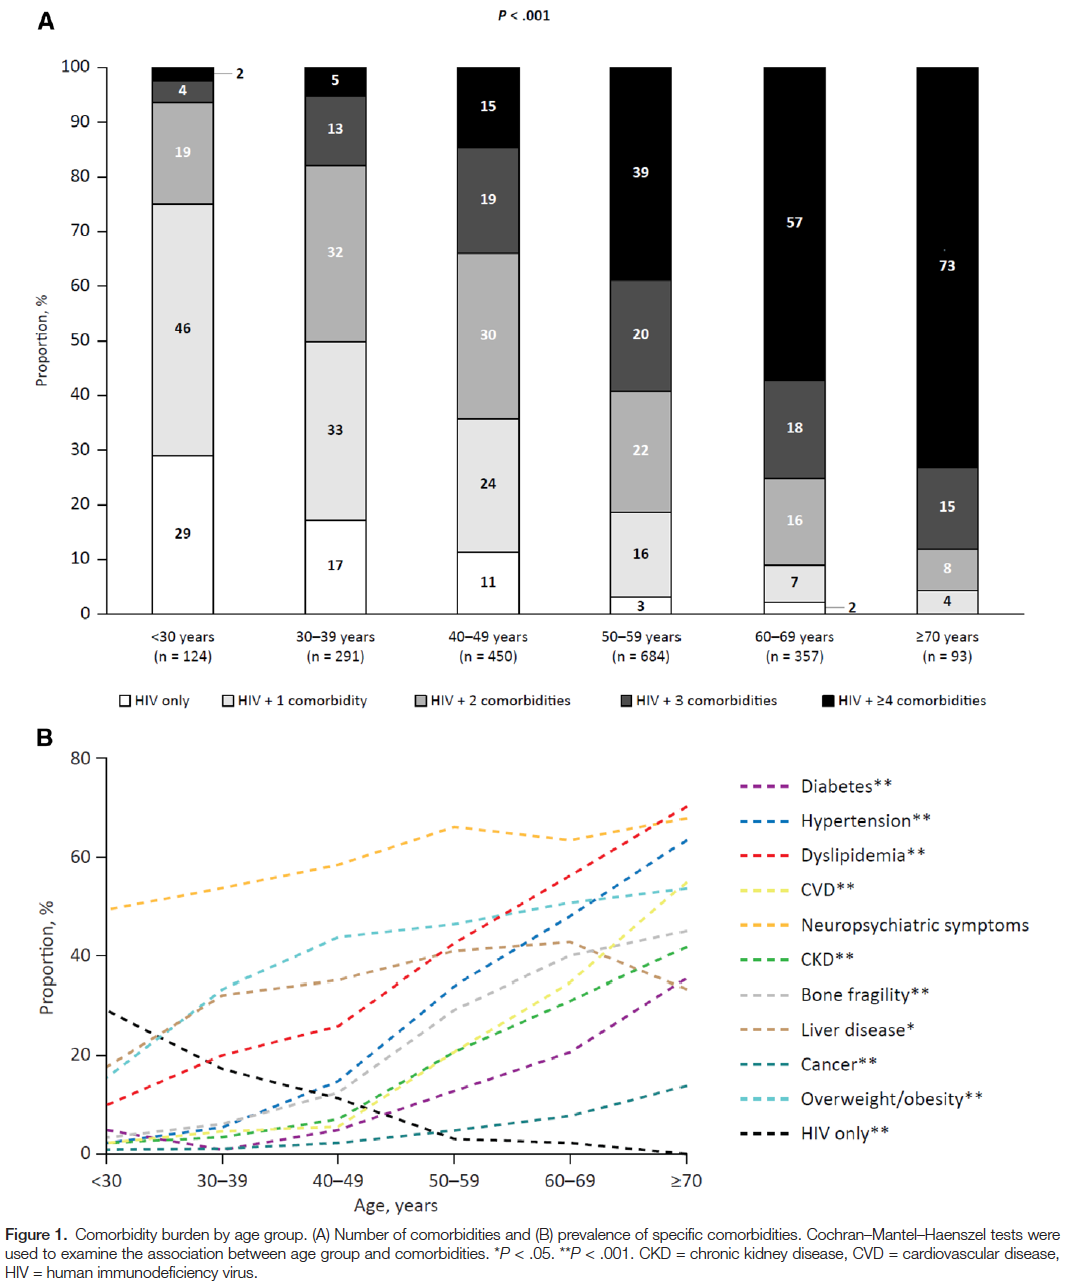 A
P < .001
100
90
80
70
60
50
40
30
20
10
0
Proportion, %
2
4
19
46
29
5
13
32
33
17
15
19
30
24
11
39
20
22
16
3
57
18
16
7
2
73
15
8
4
<30 years 30–39 years 40–49 years 50–59 years 60–69 years ≥70 years
(n = 124) (n = 291) (n = 450) (n = 684) (n = 357) (n = 93)
HIV only HIV + 1 comorbidity HIV + 2 comorbidities HIV + 3 comorbidities HIV + ≥4 comorbidities
B
80
60
40
20
0
Proportion, %
<30 30–39 40–49 50–59 60–69 ≥70
Age, years
Diabetes**
Hypertension**
Dyslipidemia**
CVD**
Neuropsychiatric symptoms
CKD**
Bone fragility**
Liver disease*
Cancer**
Overweight/obesity**
HIV only**
Figure 1. Comorbidity burden by age group. (A) Number of comorbidities and (B) prevalence of specific comorbidities. Cochran–Mantel–Haenszel tests were
used to examine the association between age group and comorbidities. *P < .05. **P < .001. CKD = chronic kidney disease, CVD = cardiovascular disease,
HIV = human immunodeficiency virus.